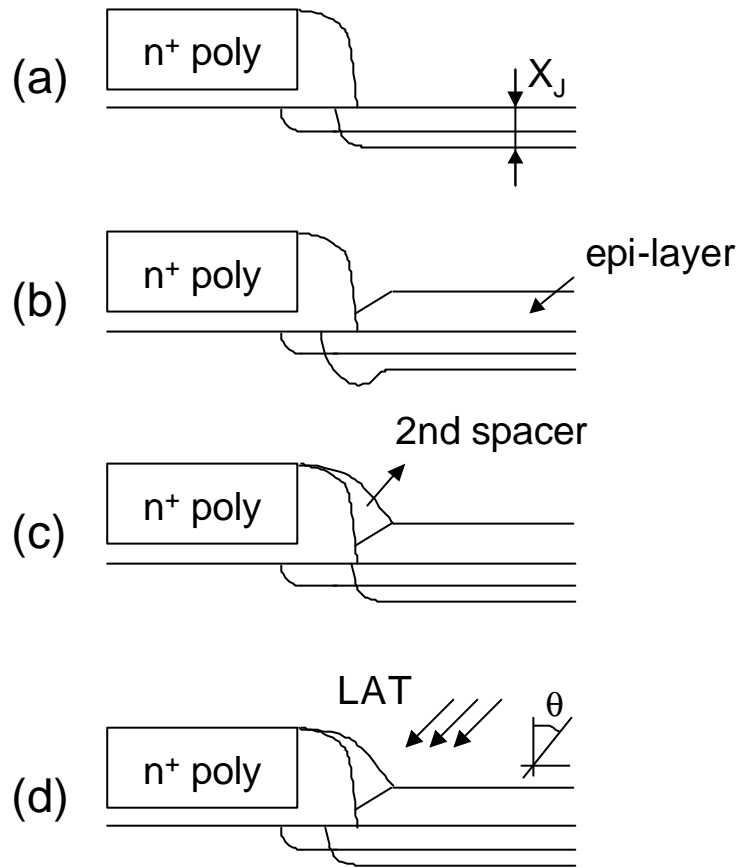 (a)
n⁺ poly
X_J
(b)
n⁺ poly
epi-layer
(c)
n⁺ poly
2nd spacer
(d)
n⁺ poly
LAT
θ